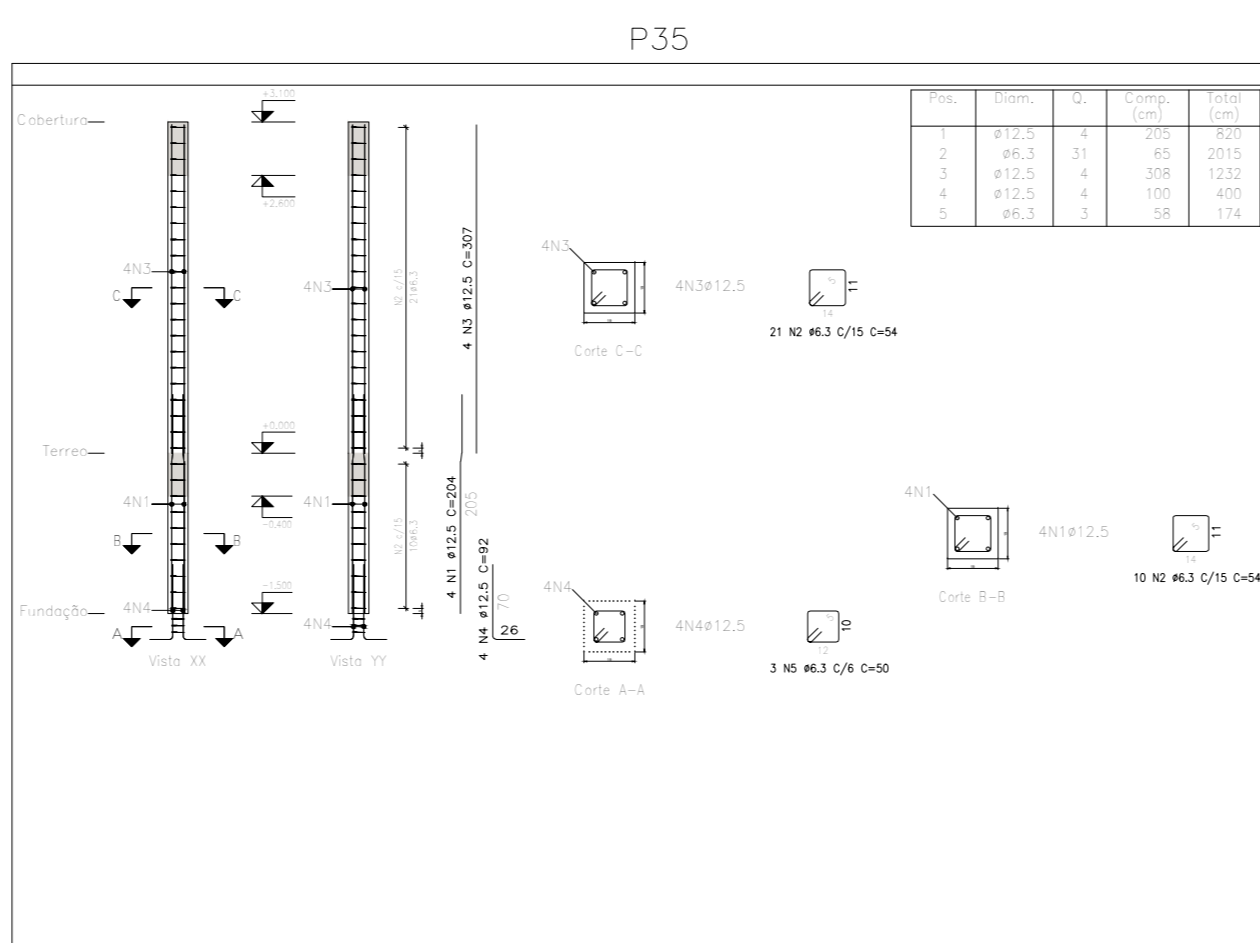 P35
Cobertura
+3.100
+2.600
4N3
4N3
C
C
N2 c/15
21ø6.3
4 N3 ø12.5 C=307
Terreo
+0.000
4N1
4N1
-0.400
B
B
N2 c/15
10ø6.3
4 N1 ø12.5 C=204
205
-1.500
Fundação
4N4
4N4
A
A
4 N4 ø12.5 C=92
70
26
Vista XX
Vista YY
4N3
4N3ø12.5
Corte C-C
5
11
14
21 N2 ø6.3 C/15 C=54
4N4
4N4ø12.5
Corte A-A
5
10
12
3 N5 ø6.3 C/6 C=50
4N1
4N1ø12.5
Corte B-B
5
11
14
10 N2 ø6.3 C/15 C=54
Pos. Diam. Q. Comp. (cm) Total (cm)
1 ø12.5 4 205 820
2 ø6.3 31 65 2015
3 ø12.5 4 308 1232
4 ø12.5 4 100 400
5 ø6.3 3 58 174